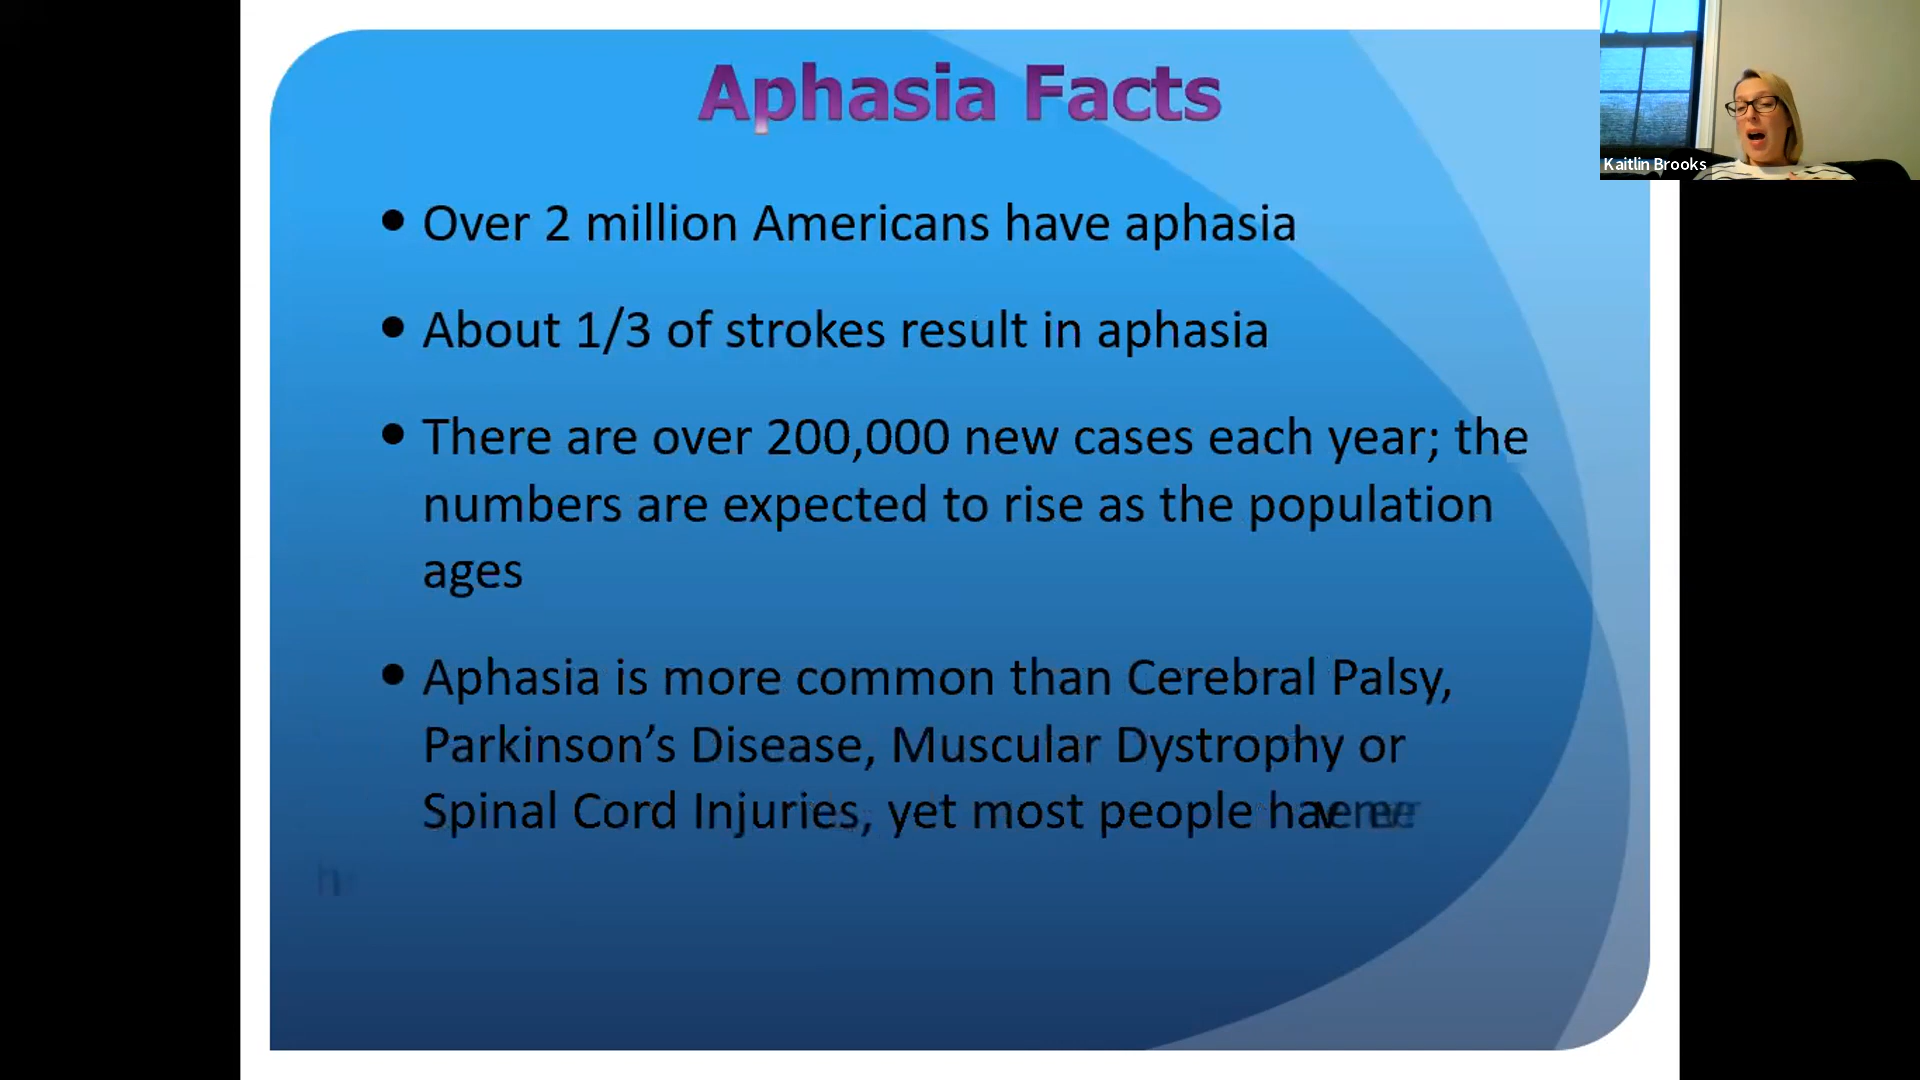 Aphasia Facts
Kaitlin Brooks
• Over 2 million Americans have aphasia
• About 1/3 of strokes result in aphasia
• There are over 200,000 new cases each year; the
numbers are expected to rise as the population
ages
• Aphasia is more common than Cerebral Palsy,
Parkinson’s Disease, Muscular Dystrophy or
Spinal Cord Injuries, yet most people have